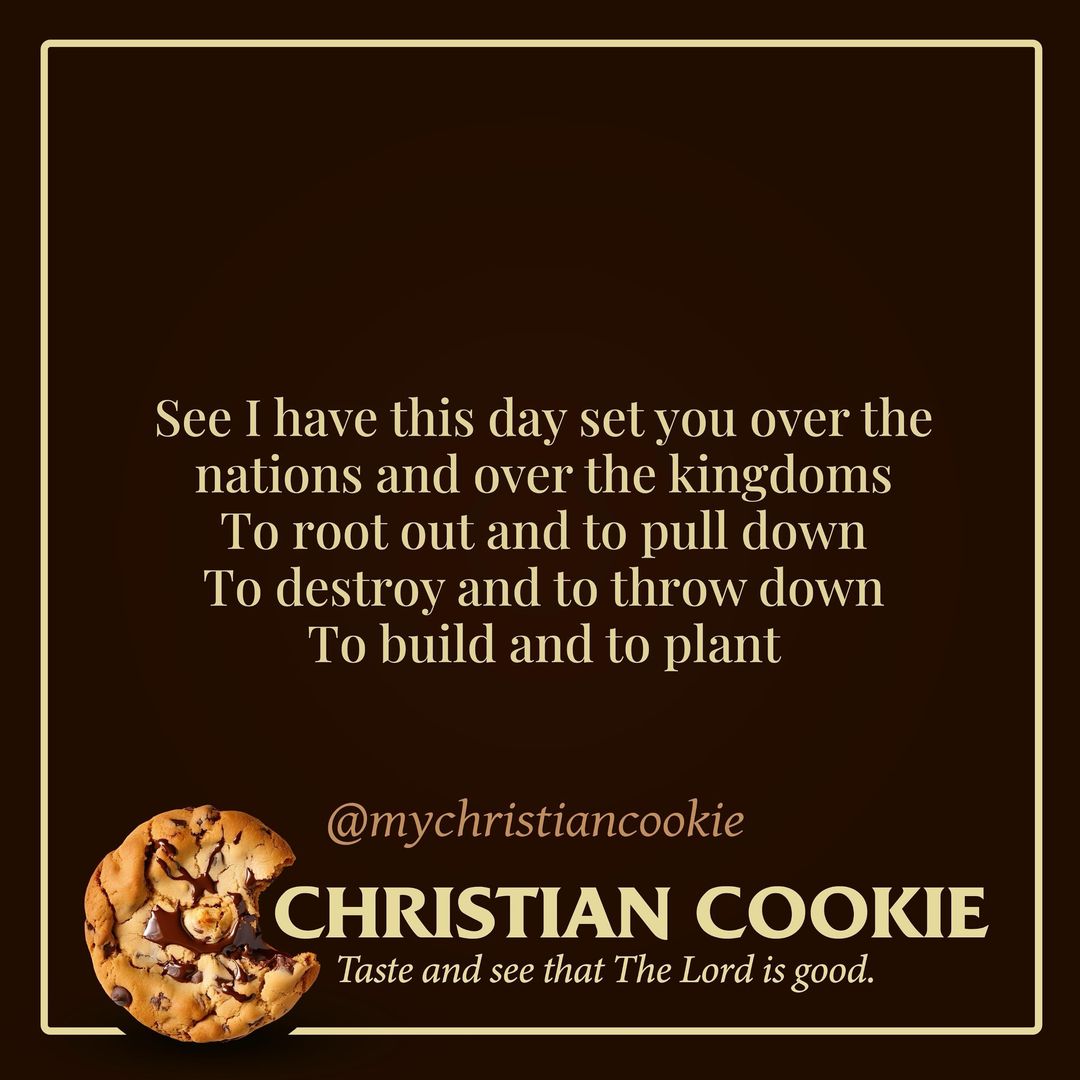 See I have this day set you over the
nations and over the kingdoms
To root out and to pull down
To destroy and to throw down
To build and to plant
@mychristiancookie
CHRISTIAN COOKIE
Taste and see that The Lord is good.